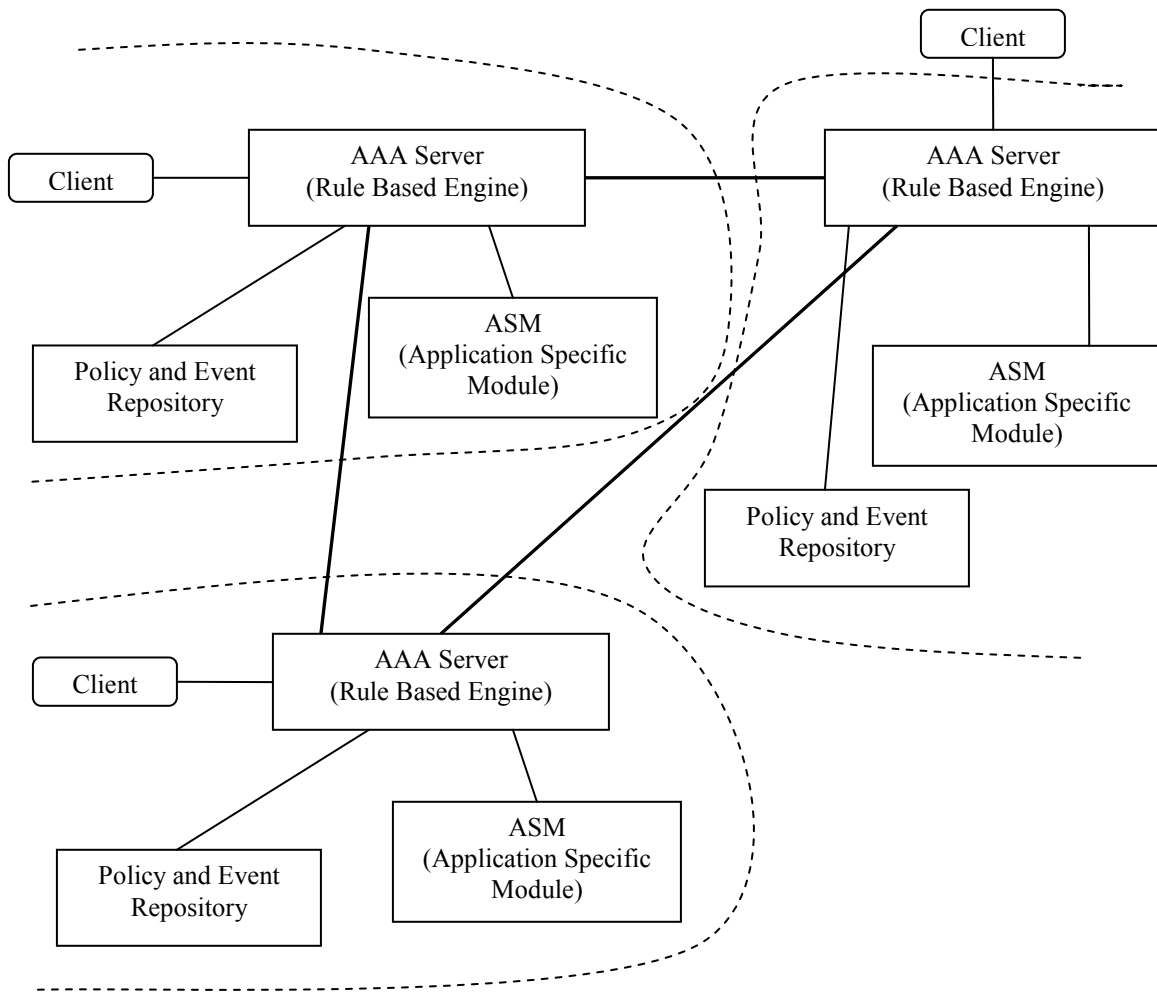 Client
AAA Server
(Rule Based Engine)
Client
AAA Server
(Rule Based Engine)
Client
ASM
(Application Specific
Module)
Policy and Event
Repository
ASM
(Application Specific
Module)
Policy and Event
Repository
AAA Server
(Rule Based Engine)
Client
ASM
(Application Specific
Module)
Policy and Event
Repository